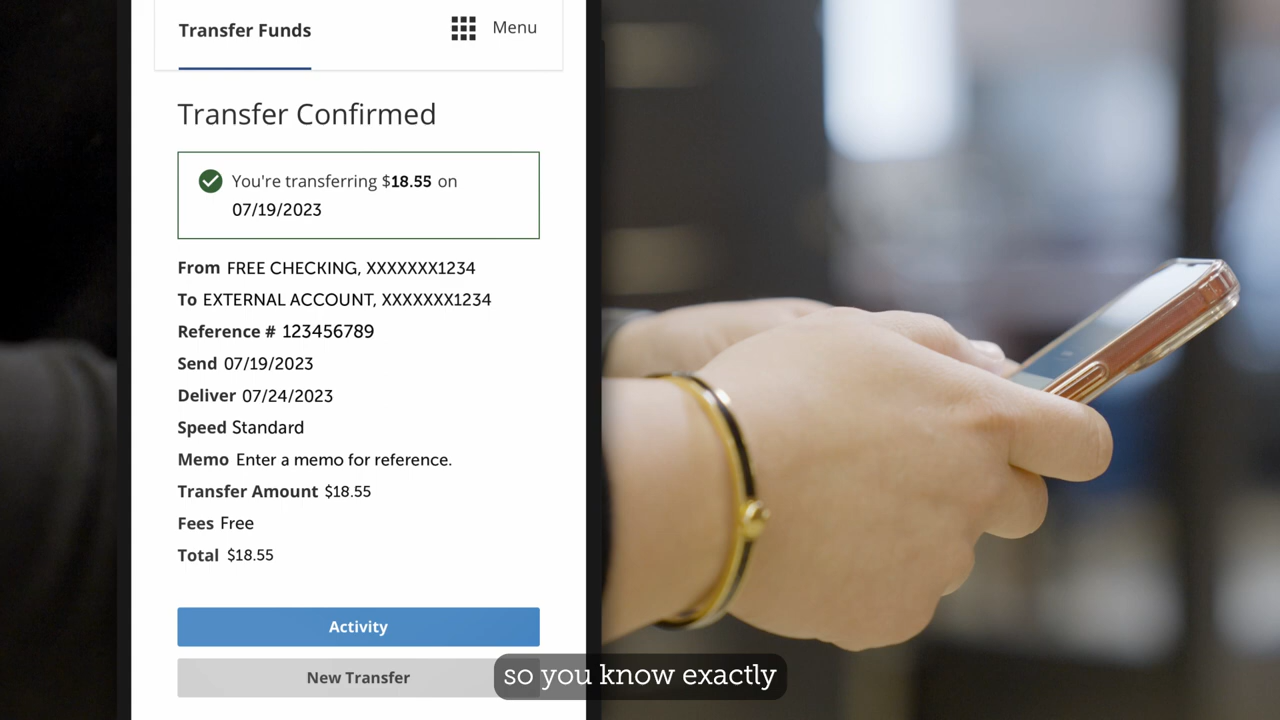 Transfer Funds
Menu
Transfer Confirmed
You're transferring $18.55 on
07/19/2023
From FREE CHECKING, XXXXXXX1234
To EXTERNAL ACCOUNT, XXXXXXX1234
Reference # 123456789
Send 07/19/2023
Deliver 07/24/2023
Speed Standard
Memo Enter a memo for reference.
Transfer Amount $18.55
Fees Free
Total $18.55
Activity
New Transfer
so you know exactly